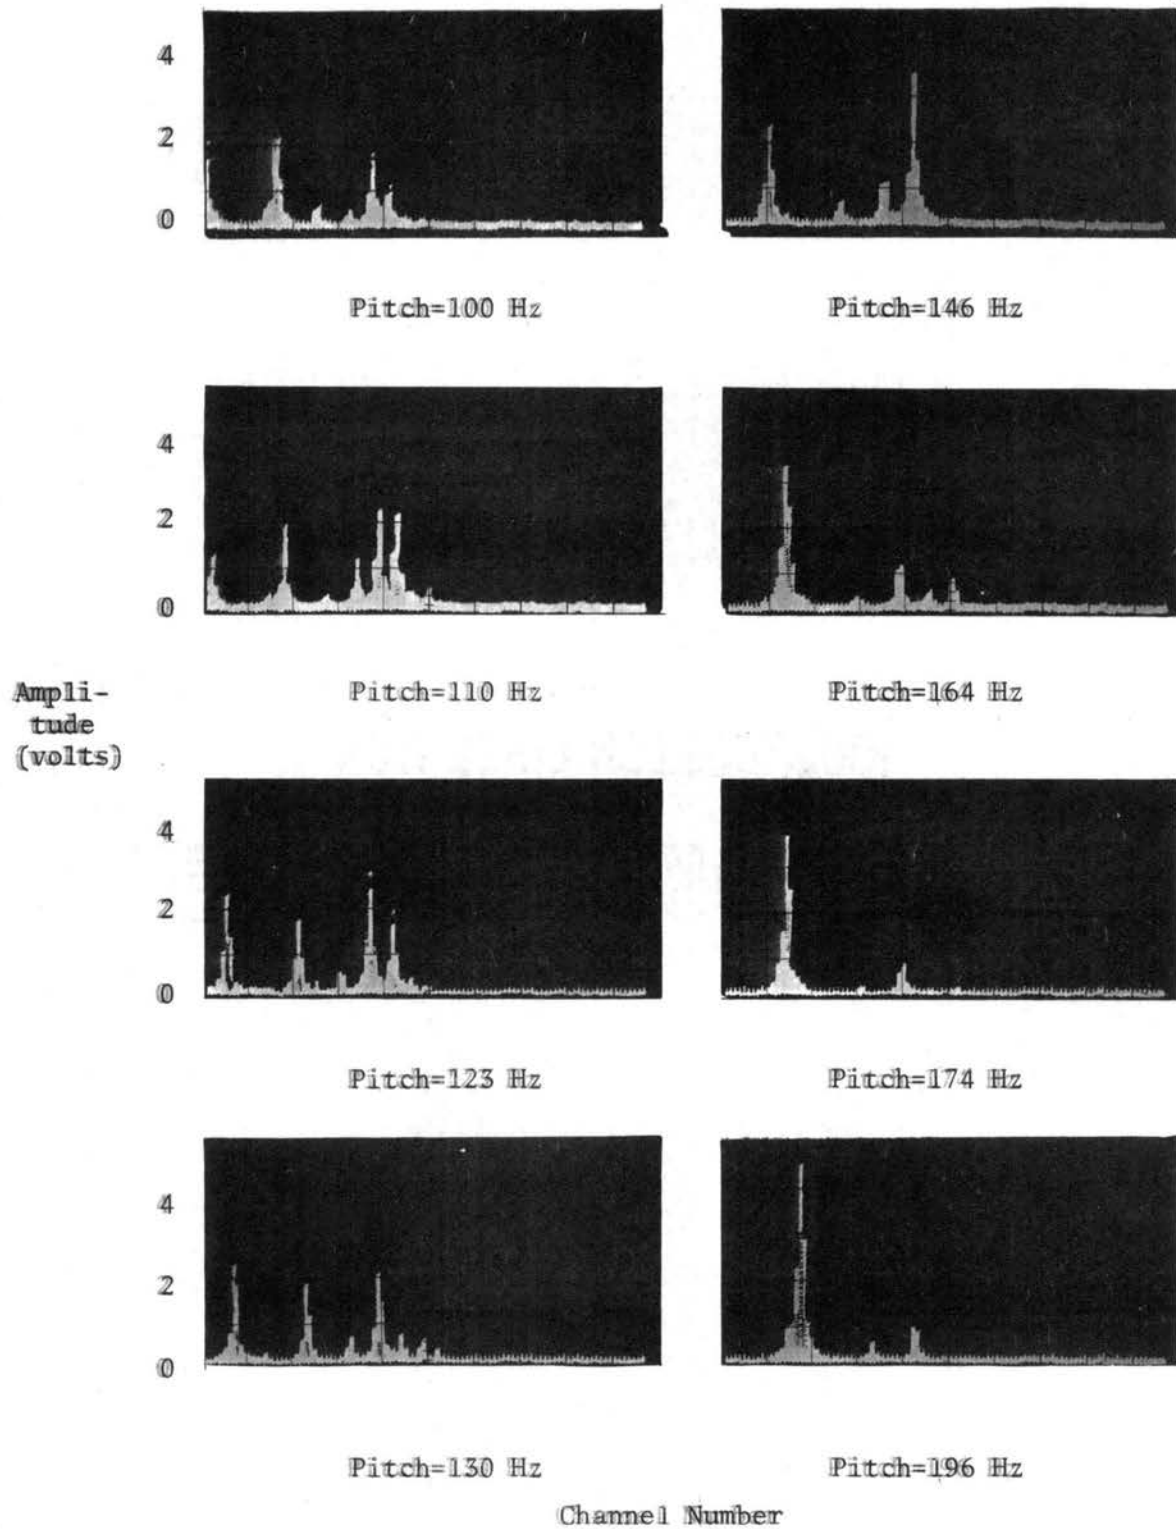 4
2
0
Pitch=100 Hz
Pitch=146 Hz
4
2
0
Pitch=110 Hz
Pitch=164 Hz
Ampli-
tude
(volts)
4
2
0
Pitch=123 Hz
Pitch=174 Hz
4
2
0
Pitch=130 Hz
Pitch=196 Hz
Channel Number